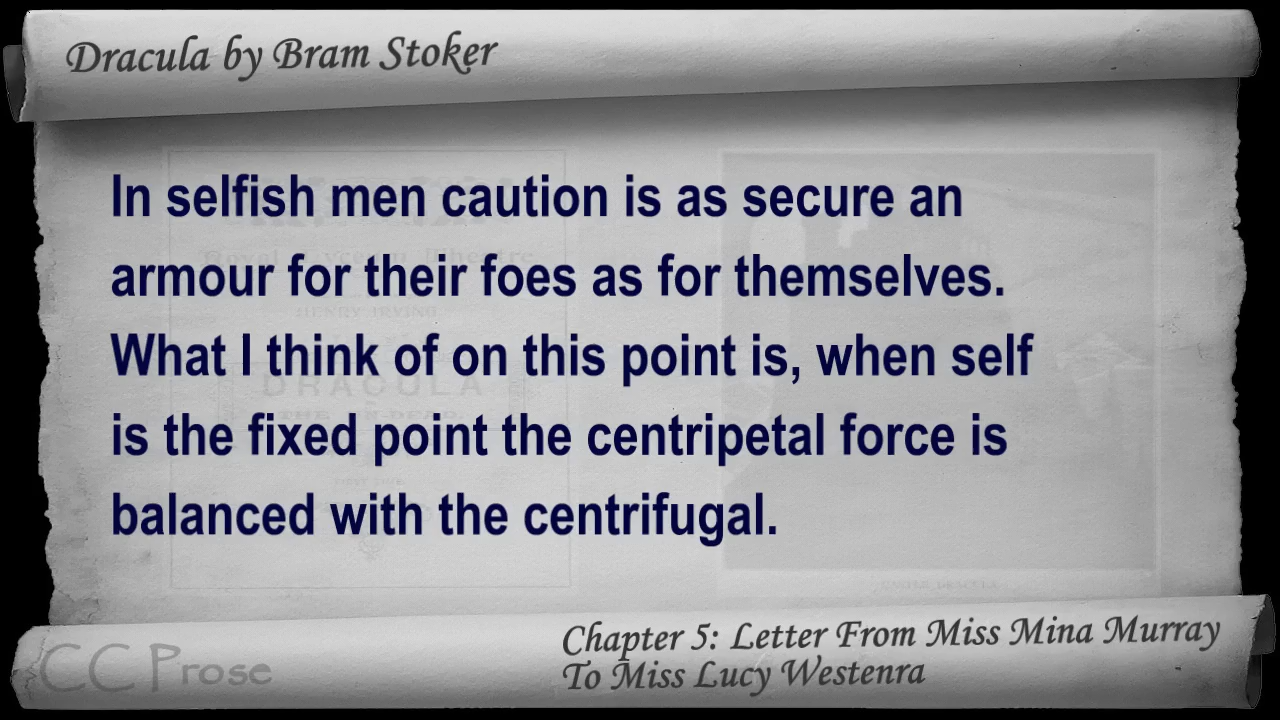 Dracula by Bram Stoker
In selfish men caution is as secure an
armour for their foes as for themselves.
What I think of on this point is, when self
is the fixed point the centripetal force is
balanced with the centrifugal.
DRACULA
Chapter 5: Letter From Miss Mina Murray
To Miss Lucy Westenra
CC Prose